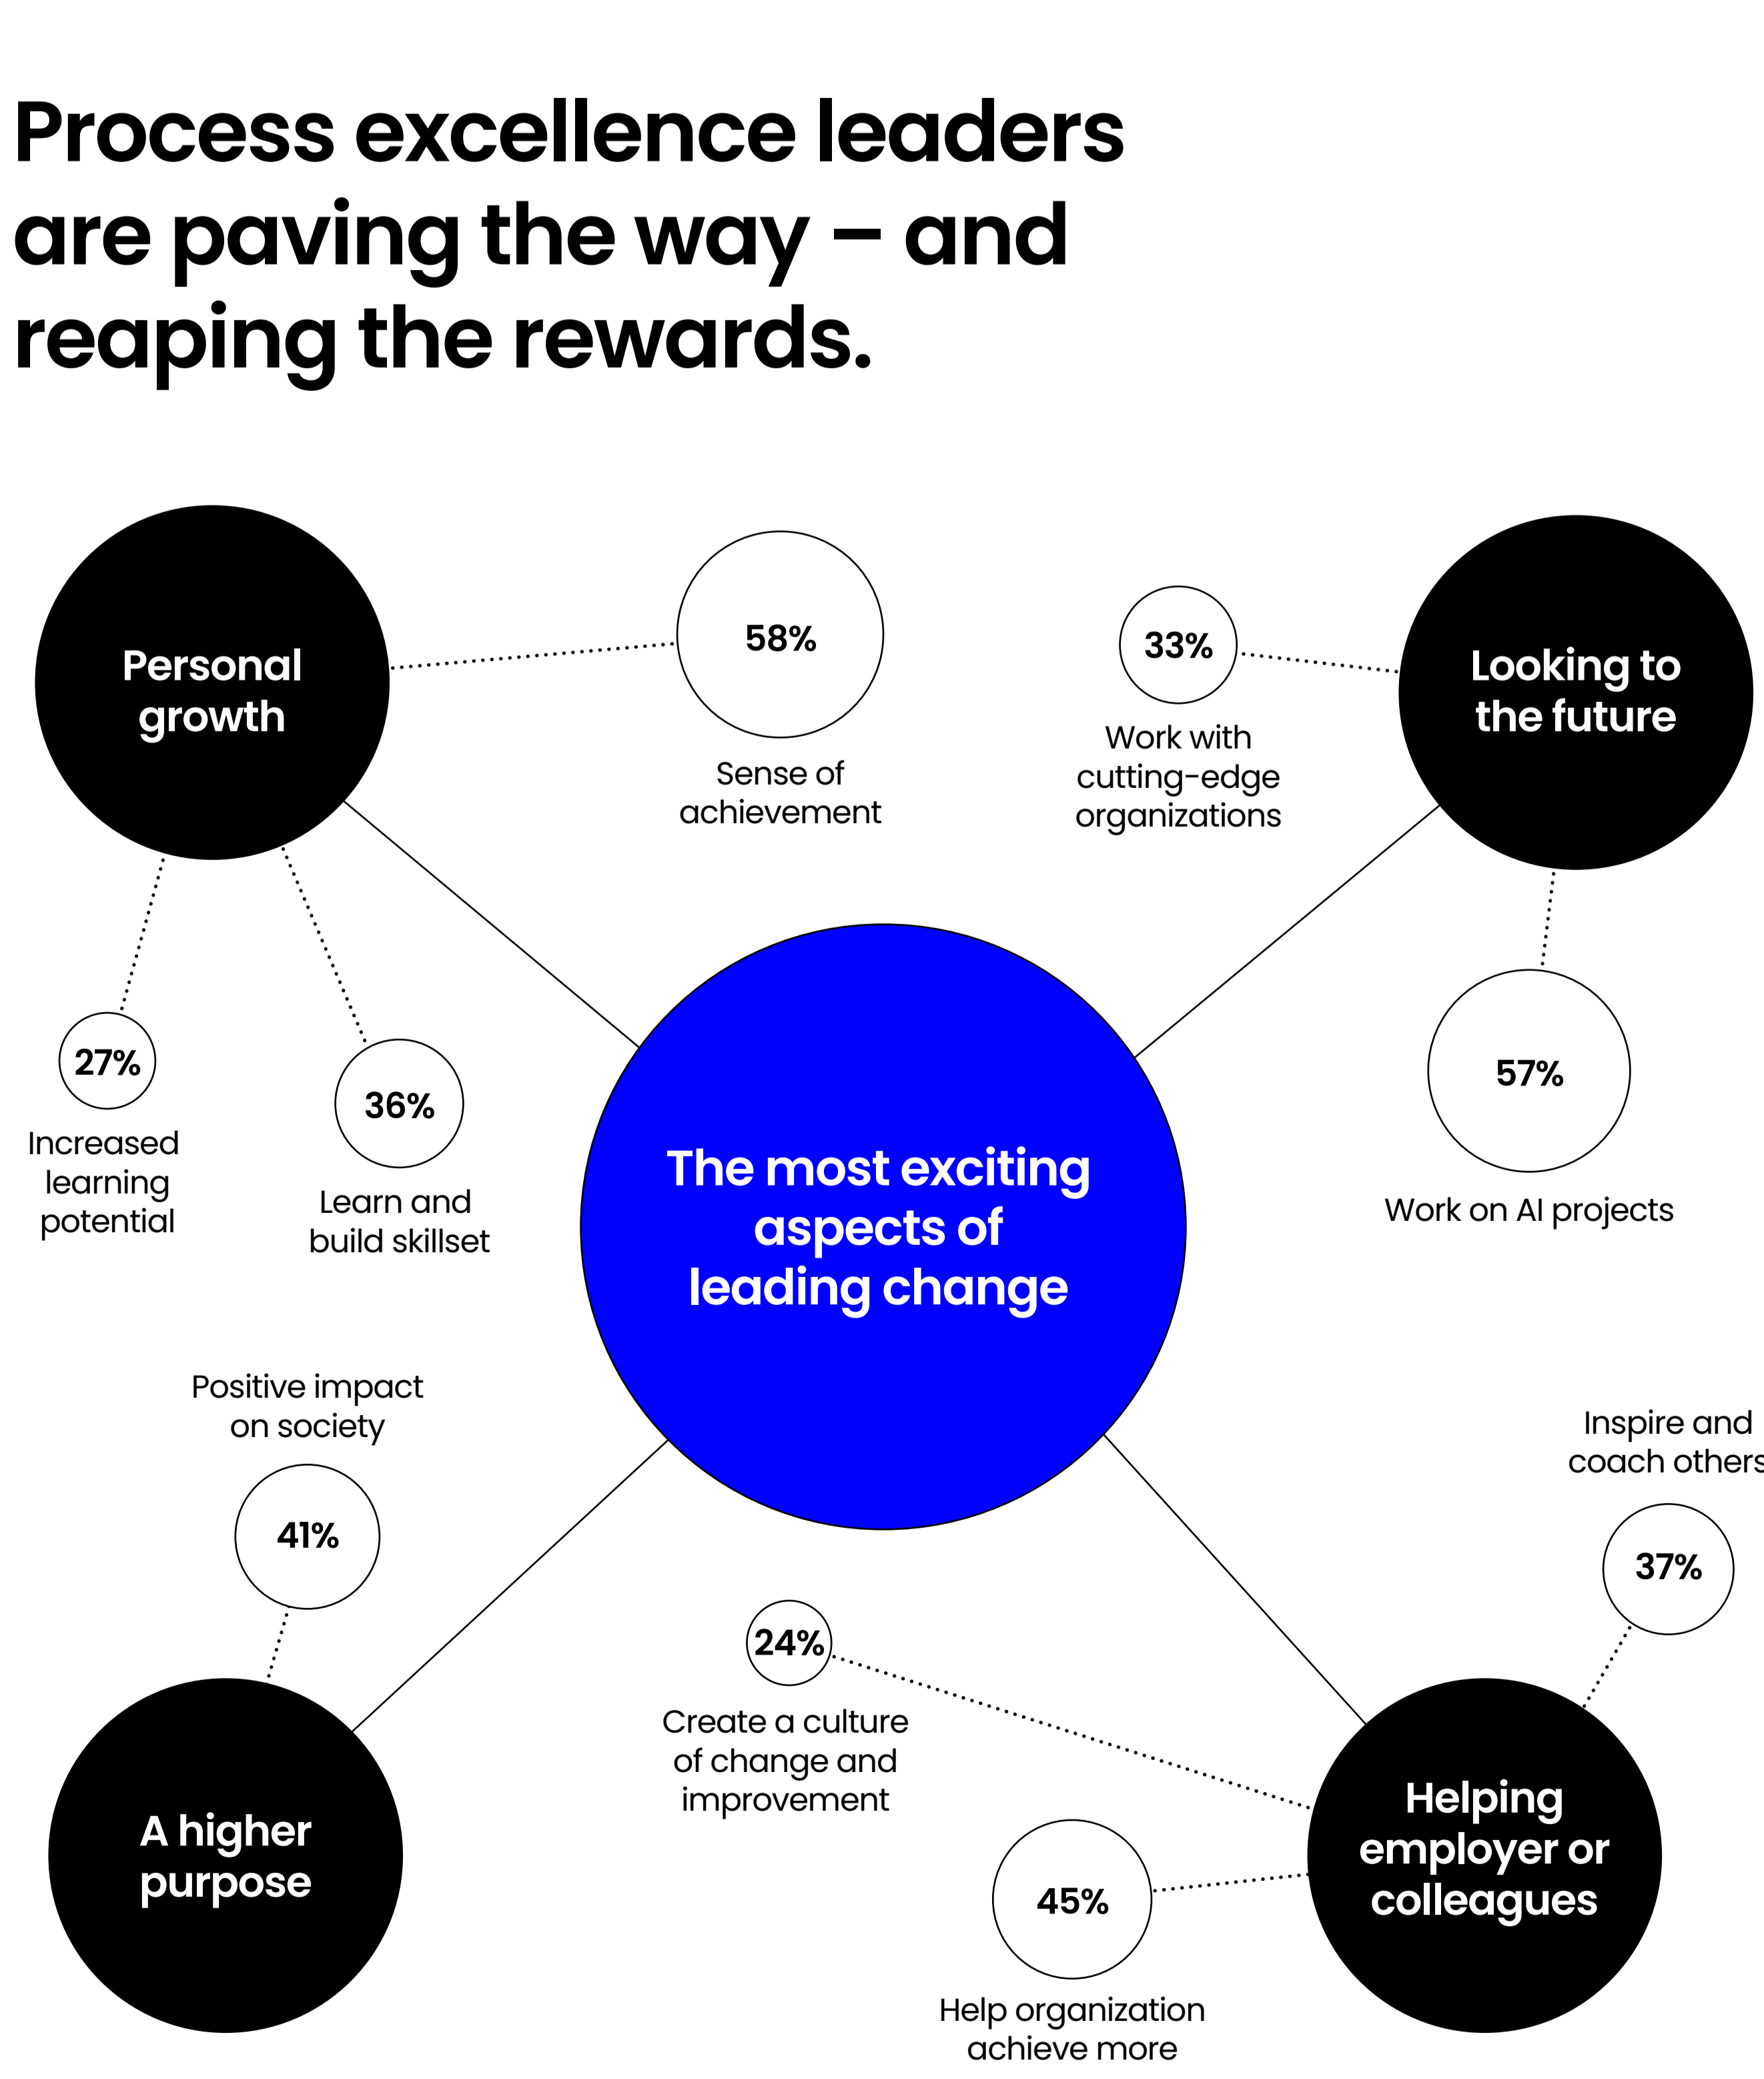 Process excellence leaders
are paving the way – and
reaping the rewards.
Personal
growth
58%
Sense of
achievement
27%
Increased
learning
potential
36%
Learn and
build skillset
33%
Work with
cutting-edge
organizations
Looking to
the future
57%
Work on AI projects
The most exciting
aspects of
leading change
Positive impact
on society
41%
A higher
purpose
24%
Create a culture
of change and
improvement
45%
Help organization
achieve more
Inspire and
coach others
37%
Helping
employer or
colleagues